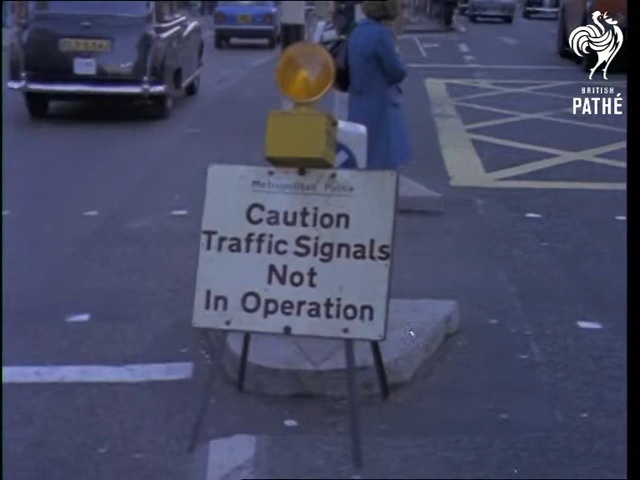 BRITISH
PATHÉ
Metropolitan Police
Caution
Traffic Signals
Not
In Operation